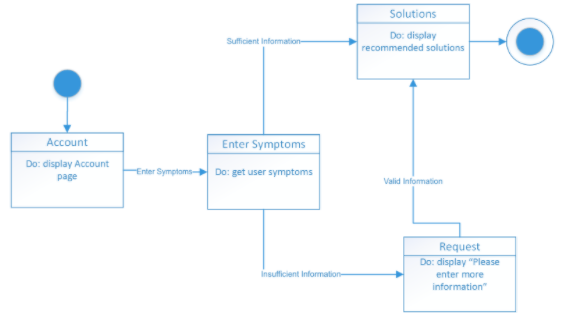 Solutions
Do: display
recommended solutions
Sufficient Information
Account
Do: display Account
page
Enter Symptoms
Enter Symptoms
Do: get user symptoms
Valid Information
Insufficient Information
Request
Do: display “Please
enter more
information”